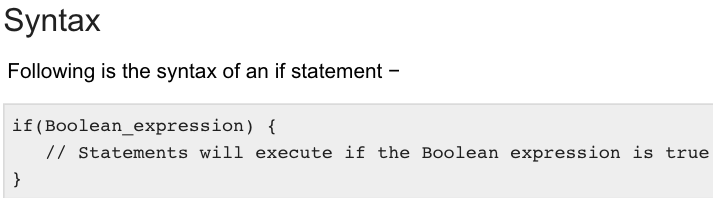 Syntax
Following is the syntax of an if statement −
if(Boolean_expression) {
   // Statements will execute if the Boolean expression is true
}